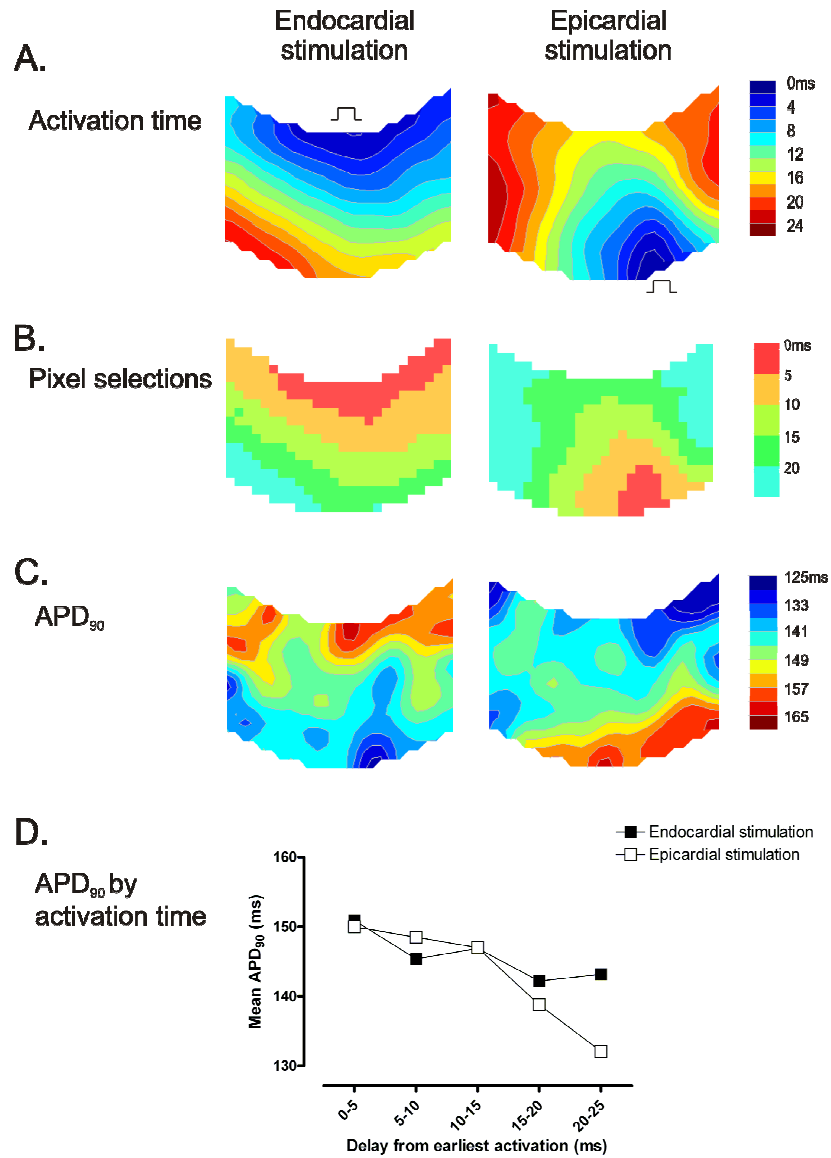 Endocardial
stimulation
Epicardial
stimulation
A.
Activation time
0ms
4
8
12
16
20
24
B.
Pixel selections
0ms
5
10
15
20
C.
APD90
125ms
133
141
149
157
165
D.
APD90 by
activation time
Endocardial stimulation
Epicardial stimulation
160
150
140
130
Mean APD90 (ms)
0-5
5-10
10-15
15-20
20-25
Delay from earliest activation (ms)